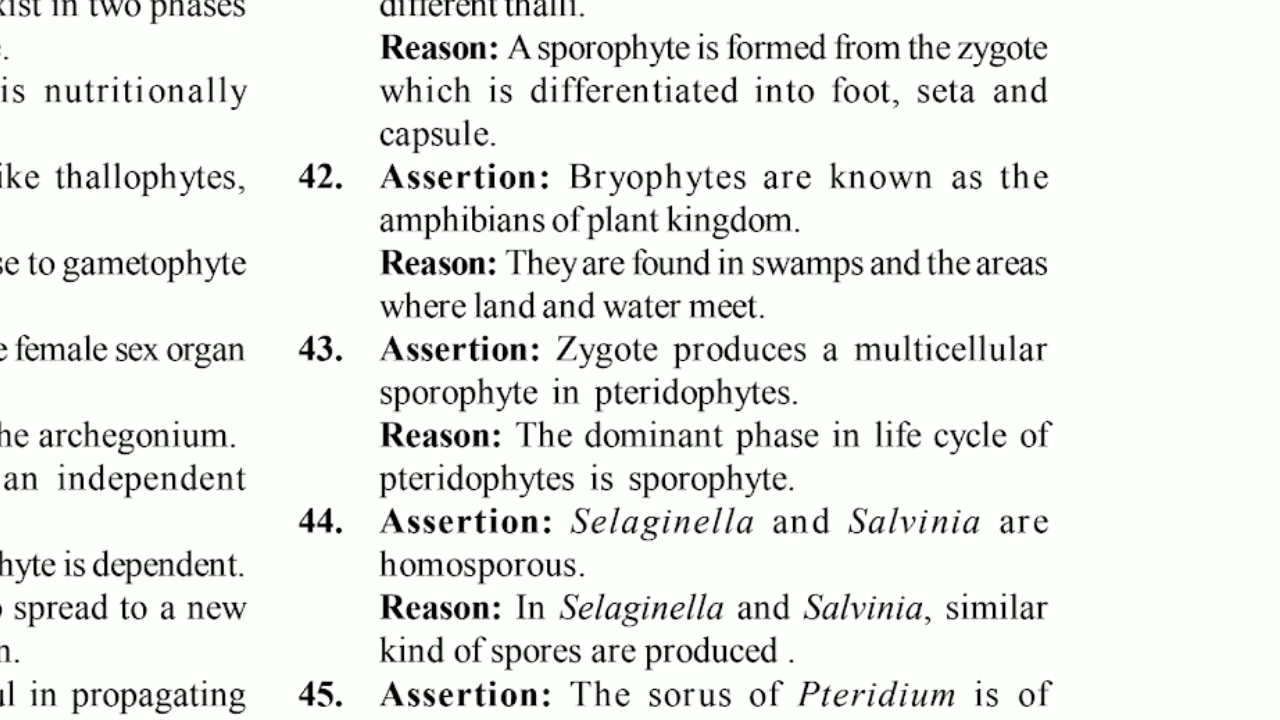 xist in two phases
e.
is nutritionally
ike thallophytes,
se to gametophyte
e female sex organ
he archegonium.
an independent
hyte is dependent.
o spread to a new
n.
ul in propagating
different thalli.
Reason: A sporophyte is formed from the zygote
which is differentiated into foot, seta and
capsule.
42. Assertion: Bryophytes are known as the
amphibians of plant kingdom.
Reason: They are found in swamps and the areas
where land and water meet.
43. Assertion: Zygote produces a multicellular
sporophyte in pteridophytes.
Reason: The dominant phase in life cycle of
pteridophytes is sporophyte.
44. Assertion: Selaginella and Salvinia are
homosporous.
Reason: In Selaginella and Salvinia, similar
kind of spores are produced .
45. Assertion: The sorus of Pteridium is of